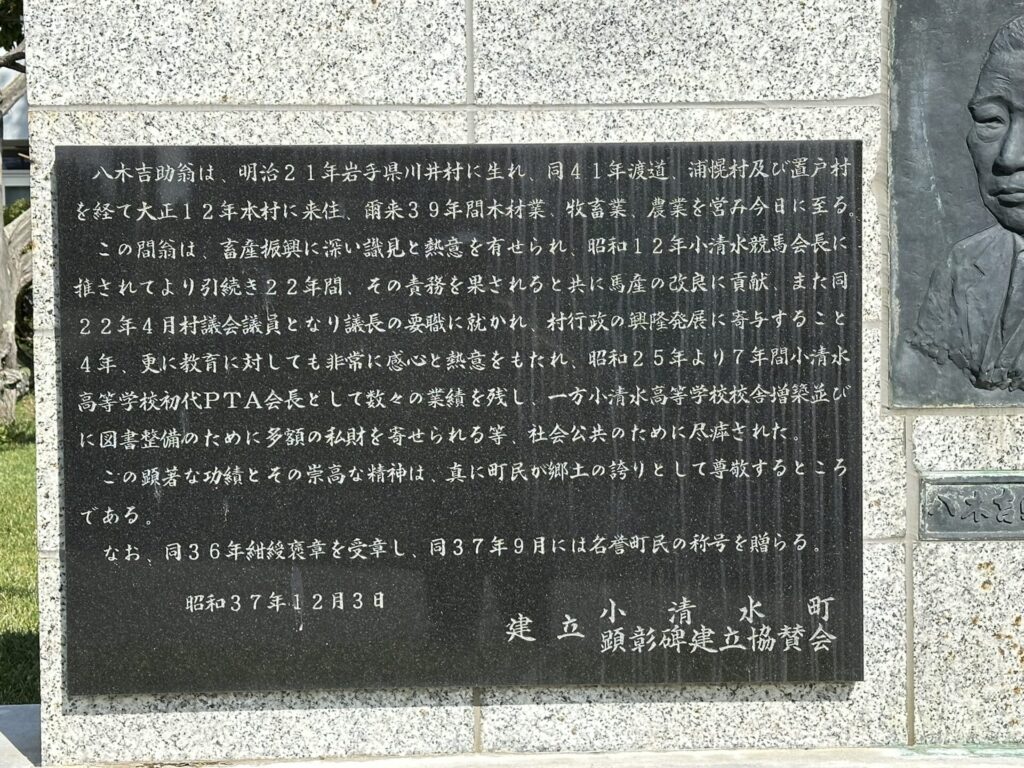 八木吉助翁は、明治21年岩手県川井村に生れ、同41年渡道、浦幌村及び置戸村
を経て大正12年本村に来住、爾来39年間木材業、牧畜業、農業を営み今日に至る。
この間翁は、畜産振興に深い識見と熱意を有せられ、昭和12年小清水競馬会長に
推されてより引続き22年間、その責務を果されると共に馬産の改良に貢献、また同
22年4月村議会議員となり議長の要職に就かれ、村行政の興隆発展に寄与すること
4年、更に教育に対しても非常に感心と熱意をもたれ、昭和25年より7年間小清水
高等学校初代PTA会長として数々の業績を残し、一方小清水高等学校校舎増築並び
に図書整備のために多額の私財を寄せられる等、社会公共のために尽瘁された。
この顕著な功績とその崇高な精神は、真に町民が郷土の誇りとして尊敬するところ
である。
なお、同36年紺綬褒章を受章し、同37年9月には名誉町民の称号を贈らる。
昭和37年12月3日
建立 小清水町
顕彰碑建立協賛会
八木吉